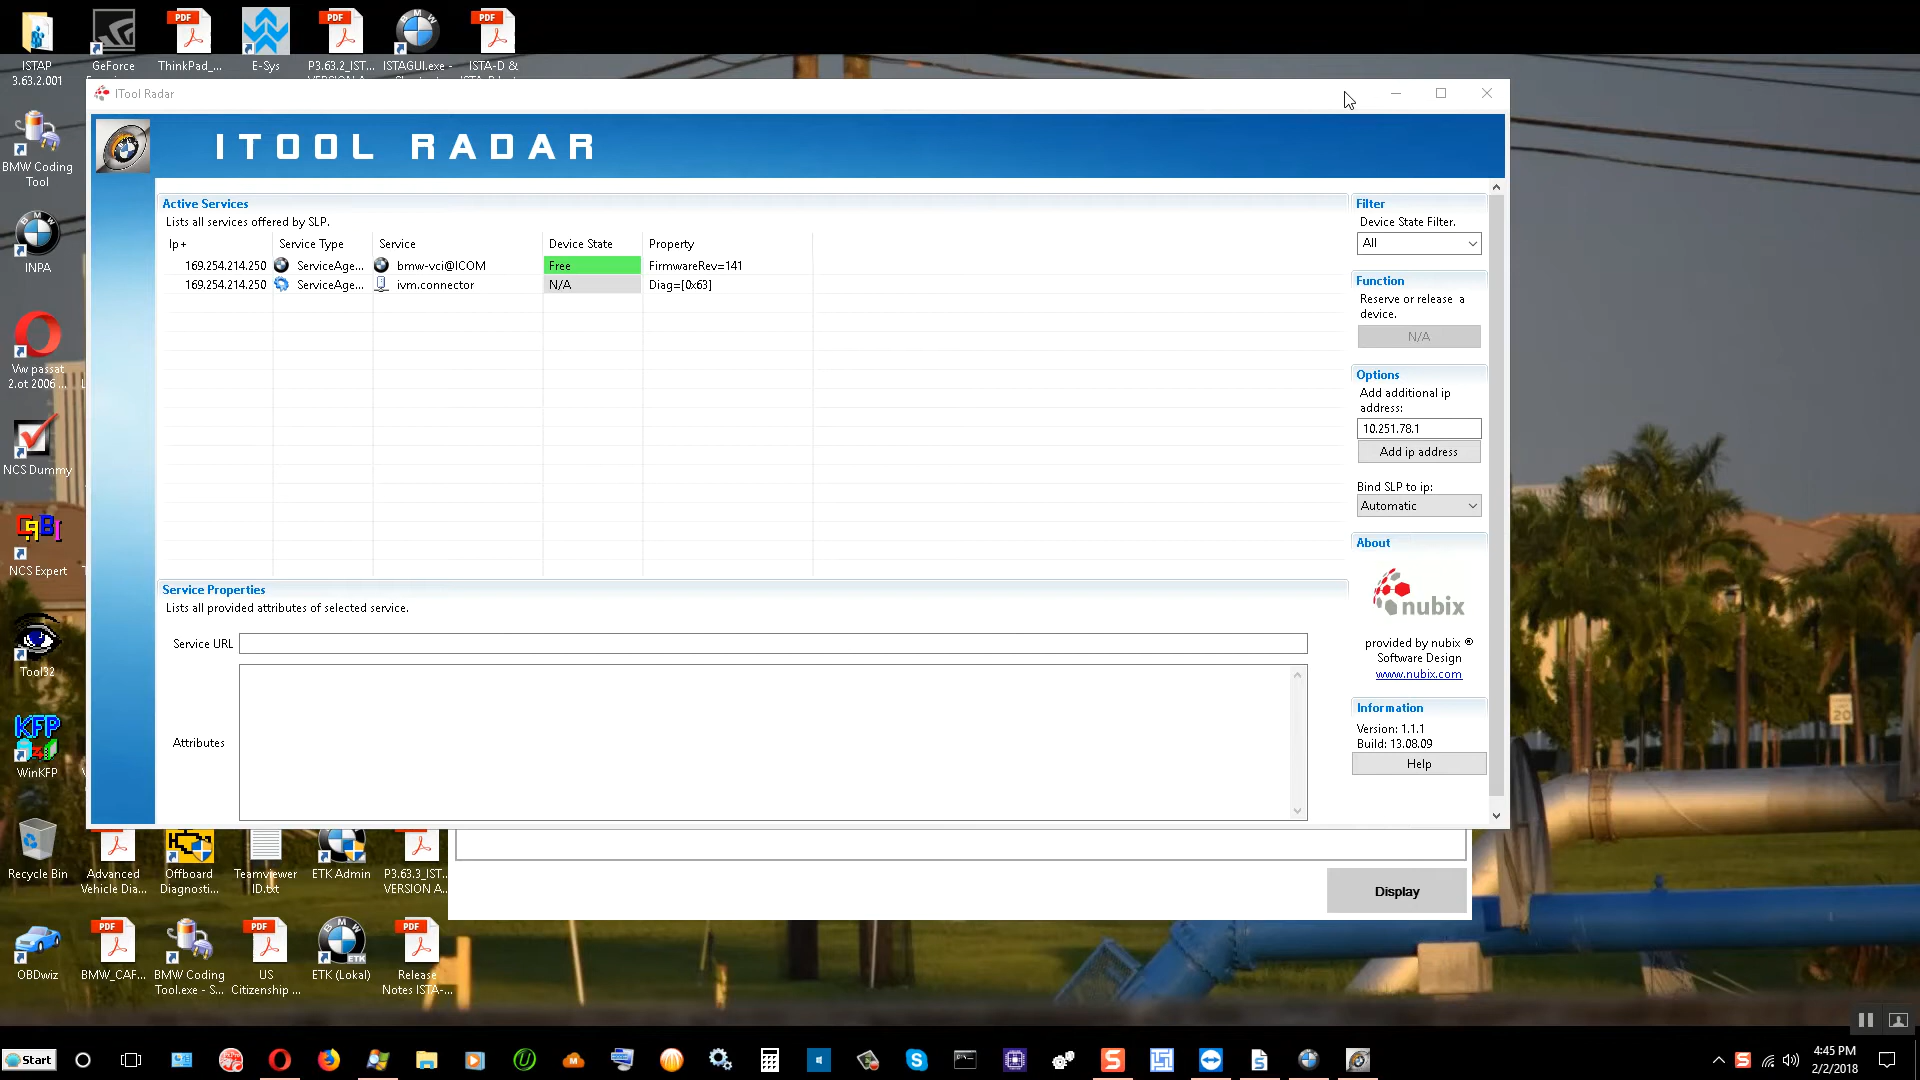 ISTAP
3.63.2.001
GeForce
ThinkPad_...
E-Sys
P3.63.2_IST...
ISTAGUI.exe -
ISTA-D &
PDF
PDF
PDF
ITool Radar
ITOOL RADAR
BMW Coding
Tool
INPA
Vw passat
2.ot 2006 ...
NCS Dummy
NCS Expert
Tool32
KFP
WinKFP
Active Services
Lists all services offered by SLP.
Ip+
Service Type
Service
Device State
Property
169.254.214.250
ServiceAge...
bmw-vci@ICOM
Free
FirmwareRev=141
169.254.214.250
ServiceAge...
ivm.connector
N/A
Diag=[0x63]
Filter
Device State Filter.
All
Function
Reserve or release a
device.
N/A
Options
Add additional ip
address:
10.251.78.1
Add ip address
Bind SLP to ip:
Automatic
About
nubix
provided by nubix ®
Software Design
www.nubix.com
Information
Version: 1.1.1
Build: 13.08.09
Help
Service Properties
Lists all provided attributes of selected service.
Service URL
Attributes
Display
Recycle Bin
Advanced
Vehicle Dia...
Offboard
Diagnosti...
Teamviewer
ID.txt
ETK Admin
P3.63.3_IST...
VERSION A...
OBDwiz
PDF
BMW_CAF...
BMW Coding
Tool.exe - S...
PDF
US
Citizenship ...
ETK (Lokal)
PDF
Release
Notes ISTA-...
Start
4:45 PM
2/2/2018